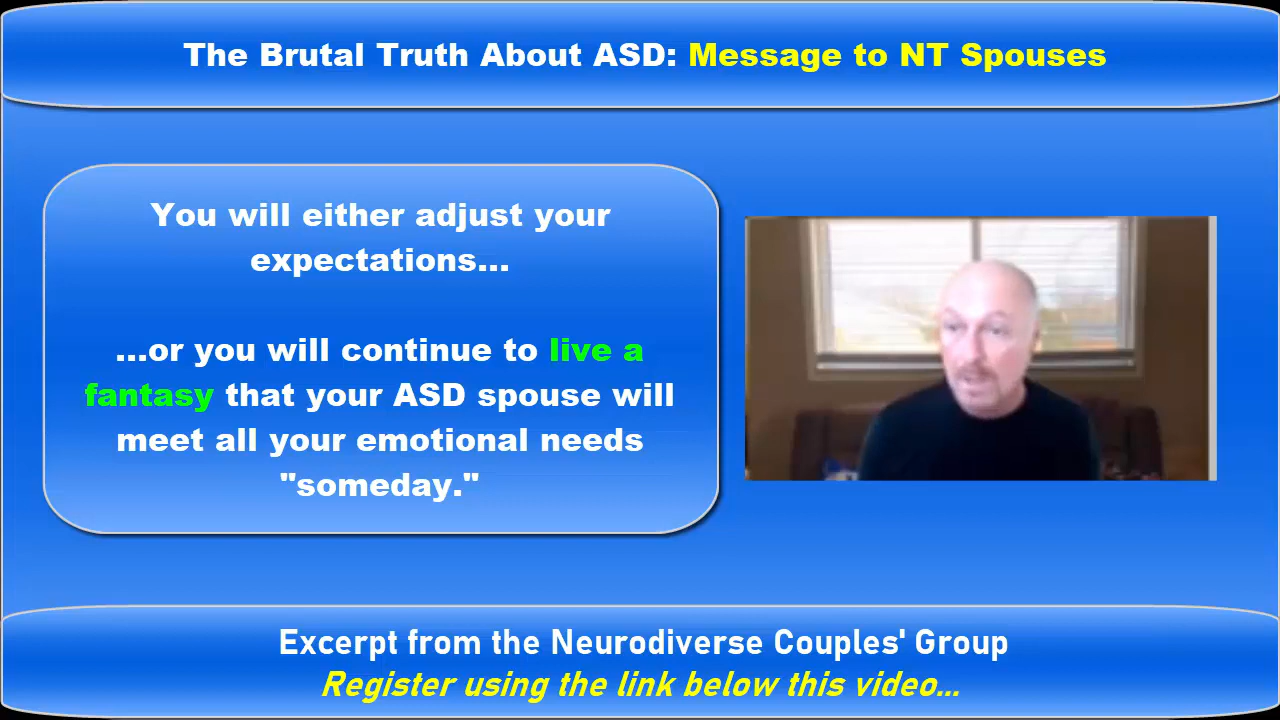 The Brutal Truth About ASD: Message to NT Spouses
You will either adjust your
expectations...
...or you will continue to live a
fantasy that your ASD spouse will
meet all your emotional needs
"someday."
Excerpt from the Neurodiverse Couples' Group
Register using the link below this video...